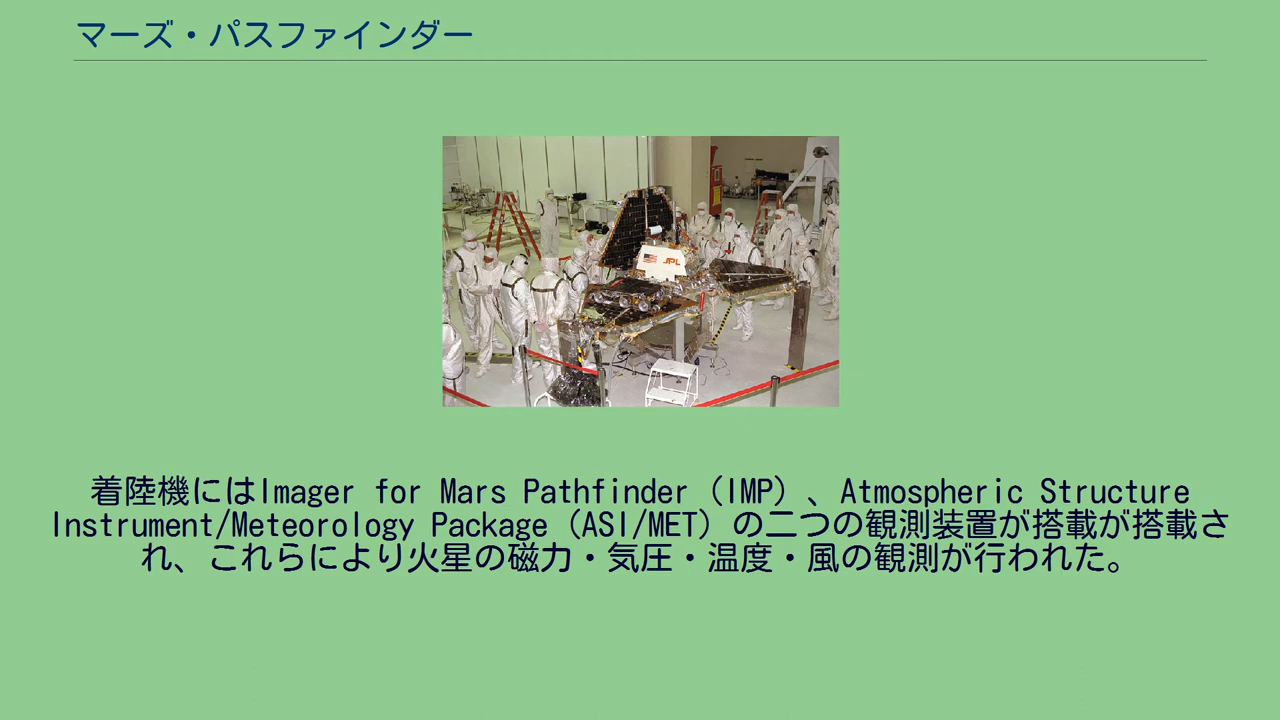 マーズ・パスファインダー
JPL
着陸機にはImager for Mars Pathfinder（IMP）、Atmospheric Structure
Instrument/Meteorology Package（ASI/MET）の二つの観測装置が搭載が搭載さ
れ、これらにより火星の磁力・気圧・温度・風の観測が行われた。